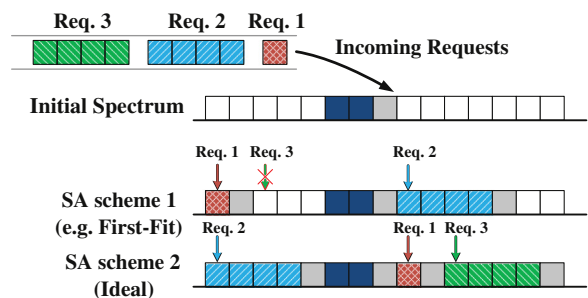 Req. 3 Req. 2 Req. 1
Incoming Requests
Initial Spectrum
Req. 1 Req. 3 Req. 2
SA scheme 1
(e.g. First-Fit)
Req. 2 Req. 1 Req. 3
SA scheme 2
(Ideal)